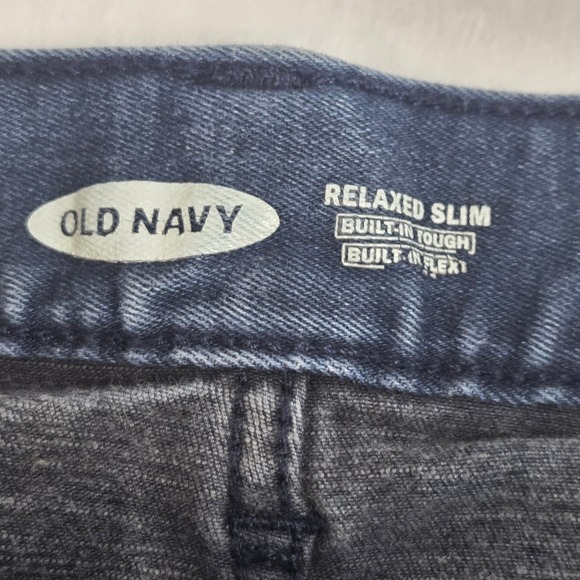 OLD NAVY
RELAXED SLIM
BUILT-IN TOUGH
BUILT-IN FLEX